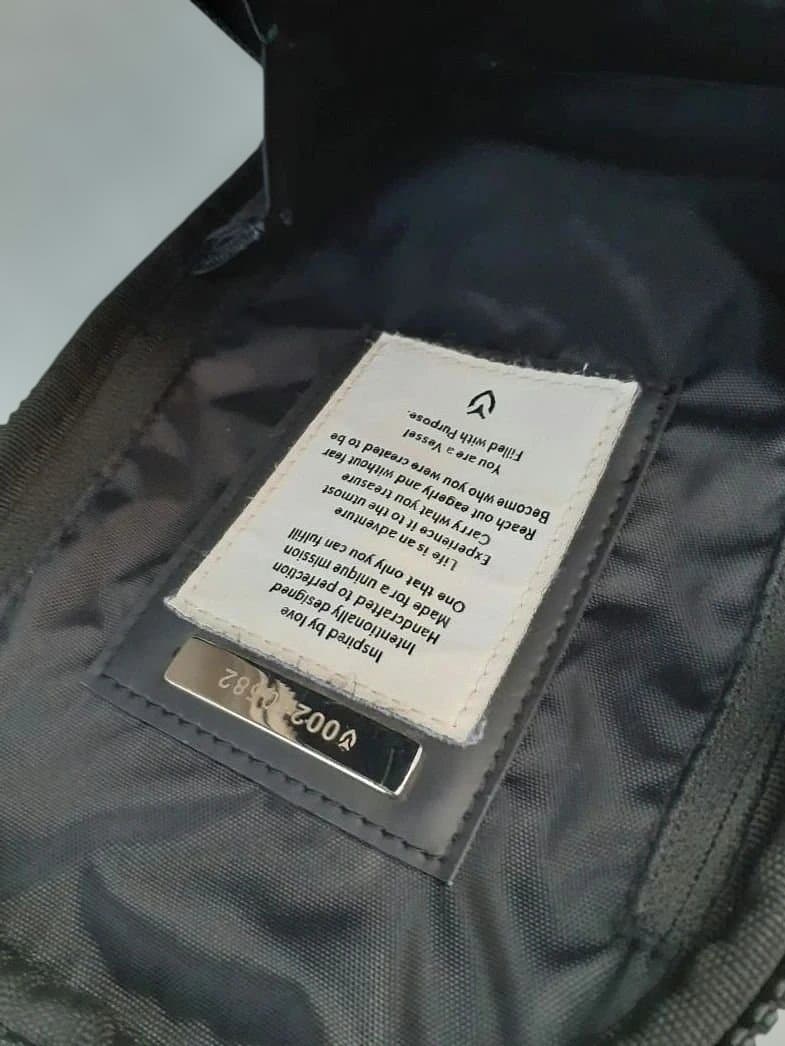 Inspired by love
Intentionally designed
Handcrafted to perfection
Made for a unique mission
One that only you can fulfill
Life is an adventure
Experience it to the utmost
Carry what you treasure
Reach out eagerly and without fear
Become who you were created to be
You are a Vessel
Filled with Purpose.